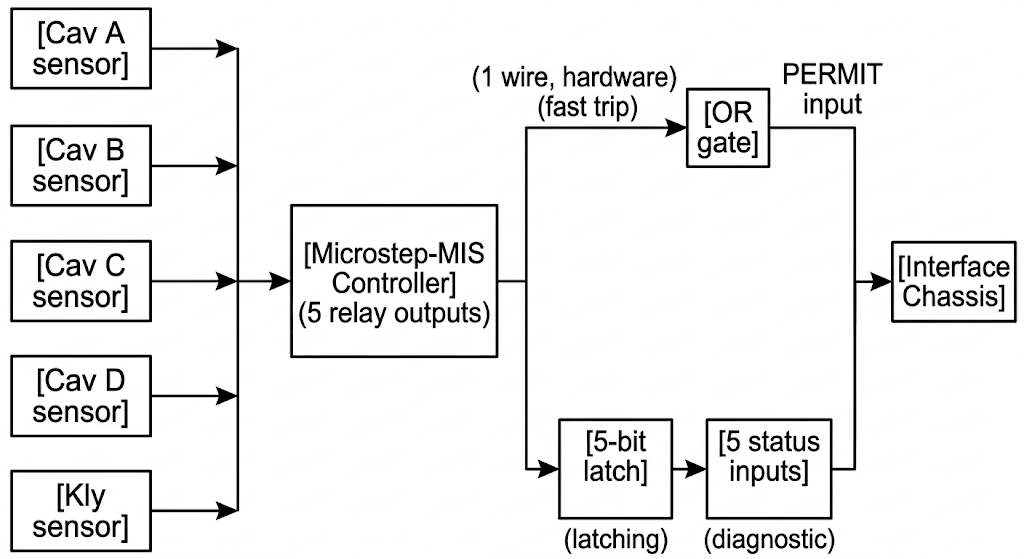 [Cav A
sensor]
[Cav B
sensor]
[Cav C
sensor]
[Cav D
sensor]
[Kly
sensor]
[Microstep-MIS
Controller]
(5 relay outputs)
(1 wire, hardware)
(fast trip)
[OR
gate]
PERMIT
input
[5-bit
latch]
(latching)
[5 status
inputs]
(diagnostic)
[Interface
Chassis]